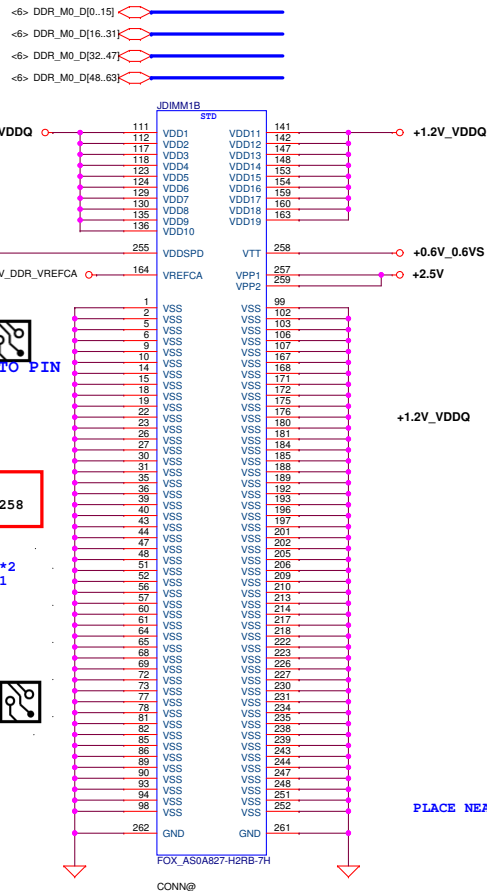 <6> DDR_M0_D[0..15]
<6> DDR_M0_D[16..31]
<6> DDR_M0_D[32..47]
<6> DDR_M0_D[48..63]
JDIMM1B
STD
VDDQ 111 VDD1 VDD11 141 +1.2V_VDDQ
112 VDD2 VDD12 142
117 VDD3 VDD13 147
118 VDD4 VDD14 148
123 VDD5 VDD15 153
124 VDD6 VDD16 154
129 VDD7 VDD17 159
130 VDD8 VDD18 160
135 VDD9 VDD19 163
136 VDD10
255 VDDSPD VTT 258 +0.6V_0.6VS
V_DDR_VREFCA 164 VREFCA VPP1 257 +2.5V
VPP2 259
1 VSS VSS 99
2 VSS VSS 102
5 VSS VSS 103
6 VSS VSS 106
9 VSS VSS 107
10 VSS VSS 167
TO PIN
14 VSS VSS 168
15 VSS VSS 171
18 VSS VSS 172
19 VSS VSS 175
22 VSS VSS 176 +1.2V_VDDQ
23 VSS VSS 180
26 VSS VSS 181
27 VSS VSS 184
30 VSS VSS 185
31 VSS VSS 188
35 VSS VSS 189
36 VSS VSS 192
39 VSS VSS 193
258
40 VSS VSS 196
43 VSS VSS 197
44 VSS VSS 201
47 VSS VSS 202
48 VSS VSS 205
*2
51 VSS VSS 206
1
52 VSS VSS 209
56 VSS VSS 210
57 VSS VSS 213
60 VSS VSS 214
61 VSS VSS 217
64 VSS VSS 218
65 VSS VSS 222
68 VSS VSS 223
69 VSS VSS 226
72 VSS VSS 227
73 VSS VSS 230
77 VSS VSS 231
78 VSS VSS 234
81 VSS VSS 235
82 VSS VSS 238
85 VSS VSS 239
86 VSS VSS 243
89 VSS VSS 244
90 VSS VSS 247
93 VSS VSS 248
94 VSS VSS 251
98 VSS VSS 252
PLACE NEA
262 GND GND 261
FOX_AS0A827-H2RB-7H
CONN@